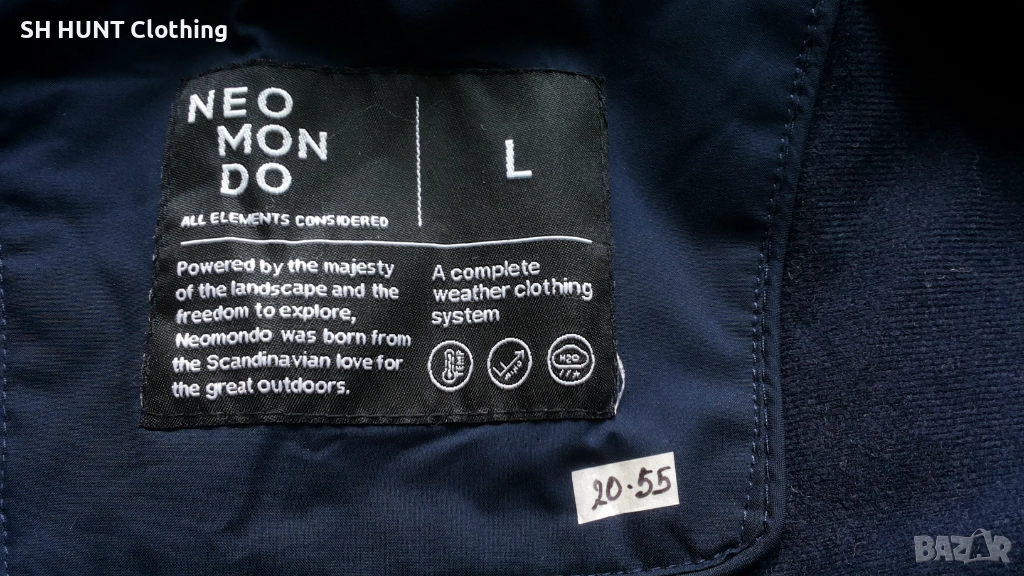 SH HUNT Clothing
NEO
MON
DO
L
ALL ELEMENTS CONSIDERED
Powered by the majesty
of the landscape and the
freedom to explore,
Neomondo was born from
the Scandinavian love for
the great outdoors.
A complete
weather clothing
system
H2O
20.55
BAZAR